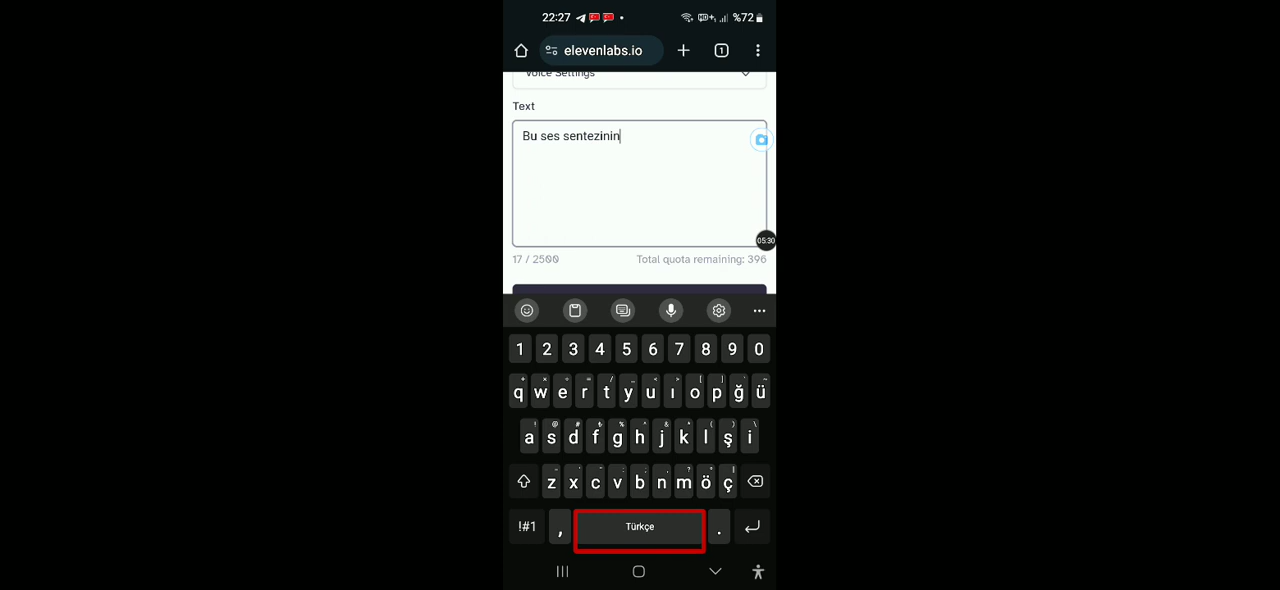 22:27 %72
elevenlabs.io 1
Voice Settings
Text
Bu ses sentezinin
05:30
17 / 2500 Total quota remaining: 396
1 2 3 4 5 6 7 8 9 0
q w e r t y u ı o p ğ ü
a s d f g h j k l ş i
z x c v b n m ö ç
!#1 , Türkçe .